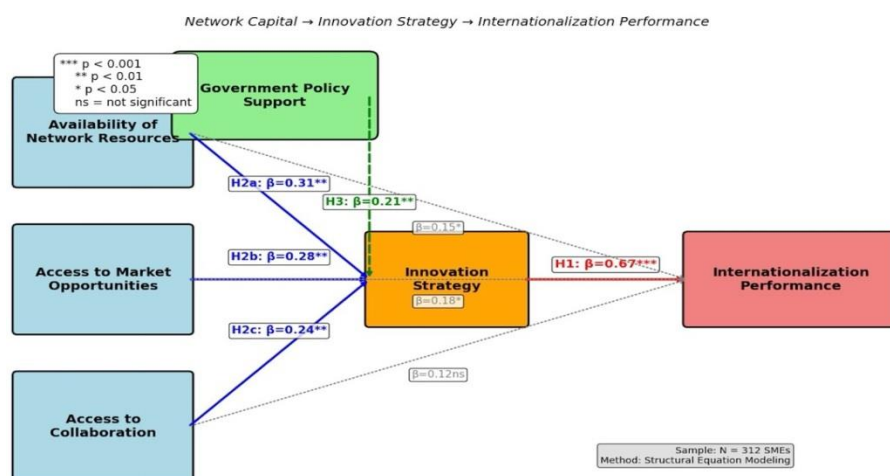 Network Capital → Innovation Strategy → Internationalization Performance
*** p < 0.001
** p < 0.01
* p < 0.05
ns = not significant
Government Policy
Support
Availability of
Network Resources
H2a: β=0.31**
H3: β=0.21**
β=0.15*
Access to Market
Opportunities
H2b: β=0.28**
Innovation
Strategy
β=0.18*
H1: β=0.67***
Internationalization
Performance
H2c: β=0.24**
β=0.12ns
Access to
Collaboration
Sample: N = 312 SMEs
Method: Structural Equation Modeling